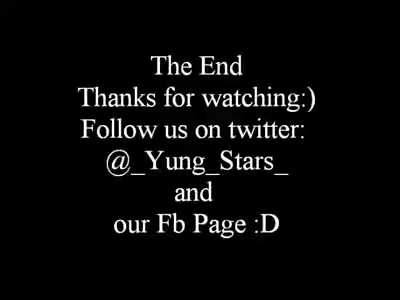 The End
Thanks for watching:)
Follow us on twitter:
@_Yung_Stars_
and
our Fb Page :D